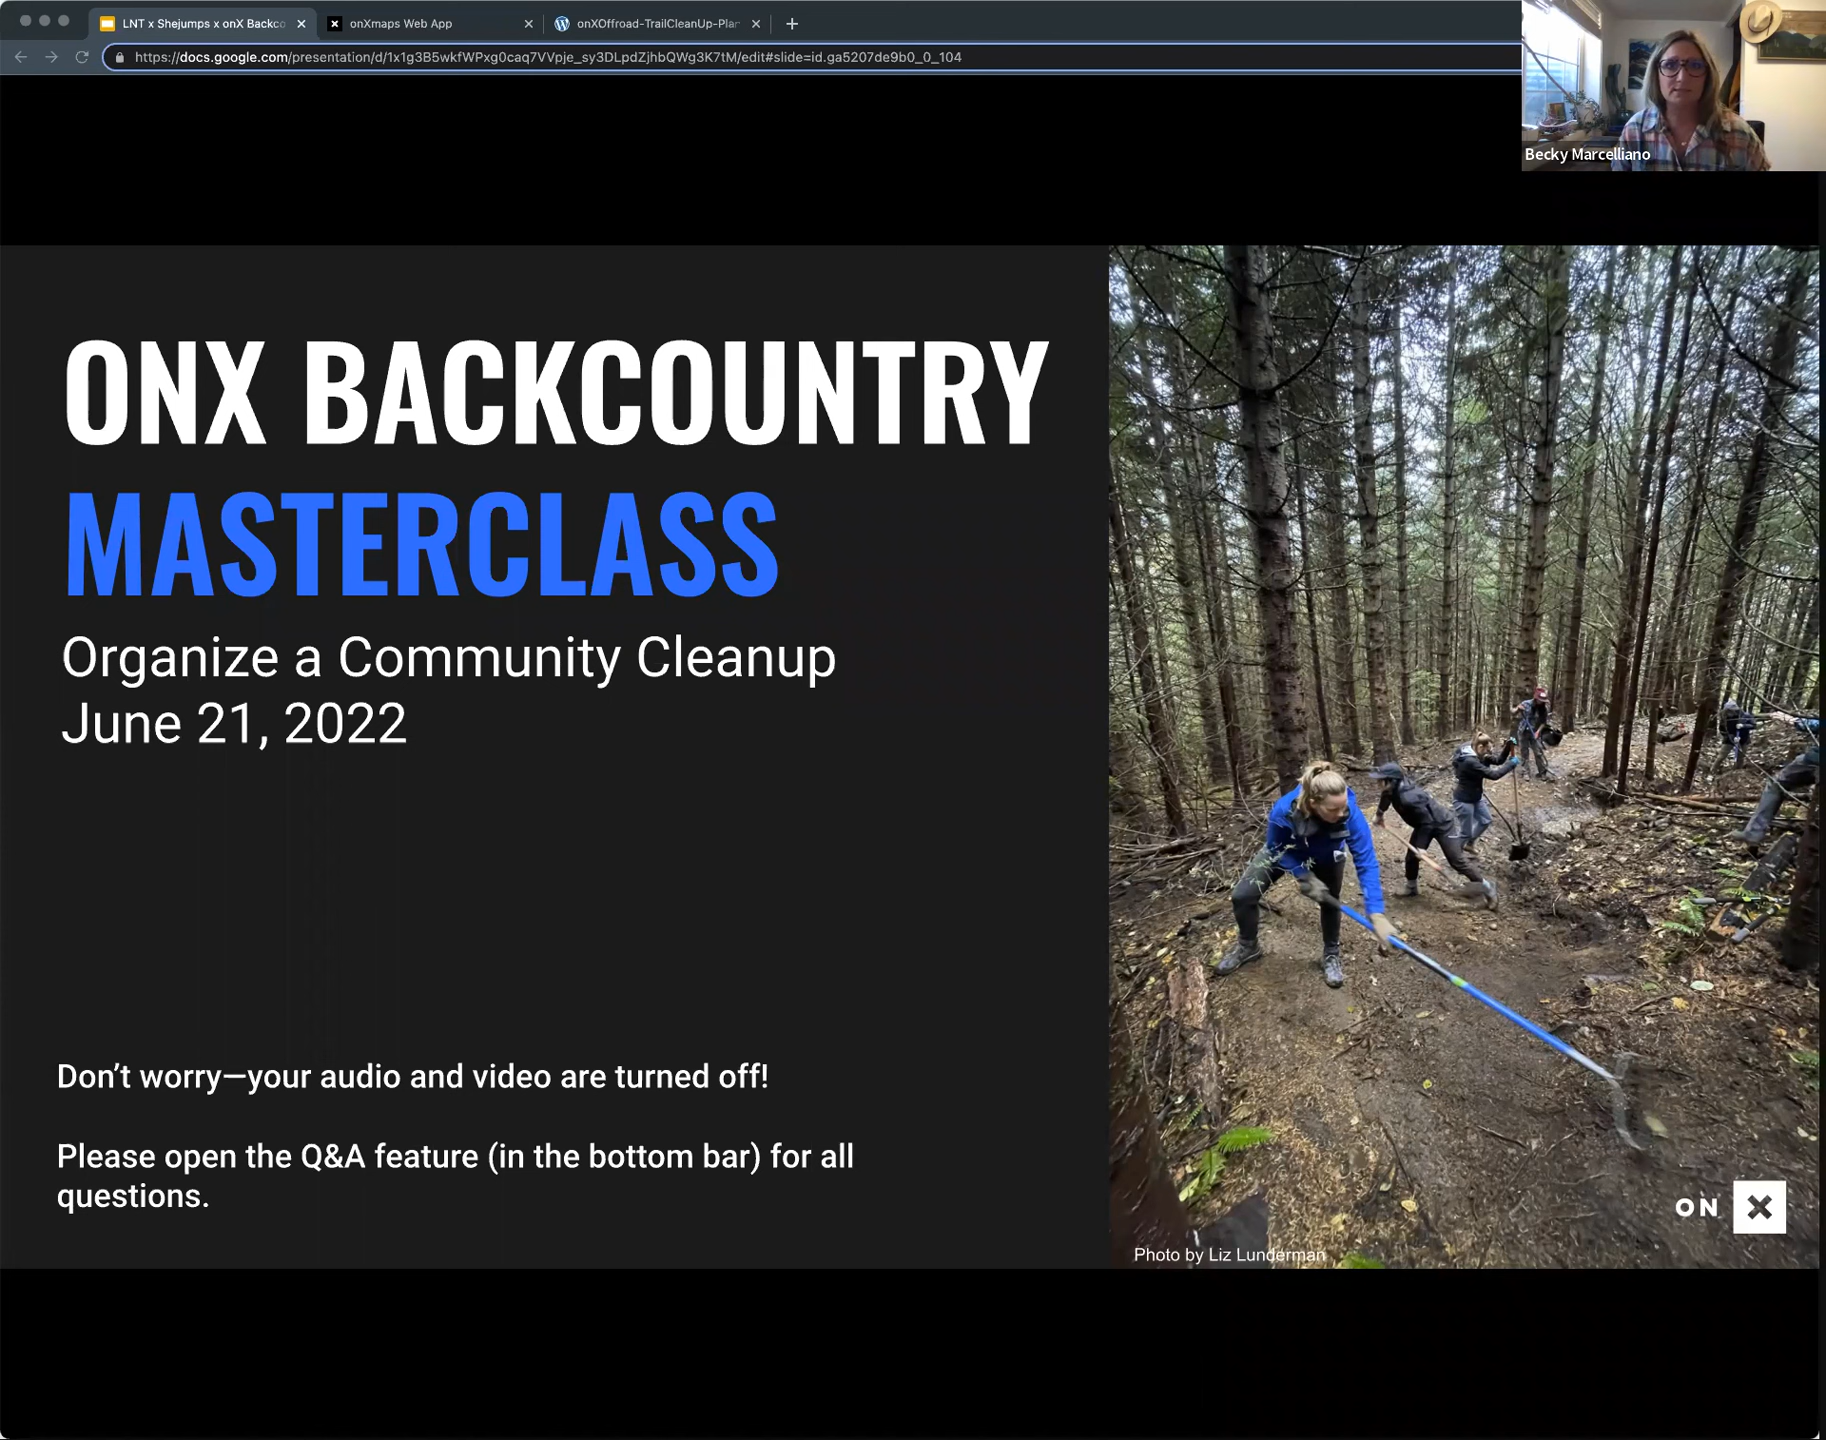 LNT x Shejumps x onX Backco
onXmaps Web App
onXOffroad-TrailCleanUp-Plan
https://docs.google.com/presentation/d/1x1g3B5wkfWPxg0caq7VVpje_sy3DLpdZjhbQWg3K7tM/edit#slide=id.ga5207de9b0_0_104
Becky Marcelliano
ONX BACKCOUNTRY
MASTERCLASS
Organize a Community Cleanup
June 21, 2022
Don't worry—your audio and video are turned off!
Please open the Q&A feature (in the bottom bar) for all
questions.
ON X
Photo by Liz Lunderman